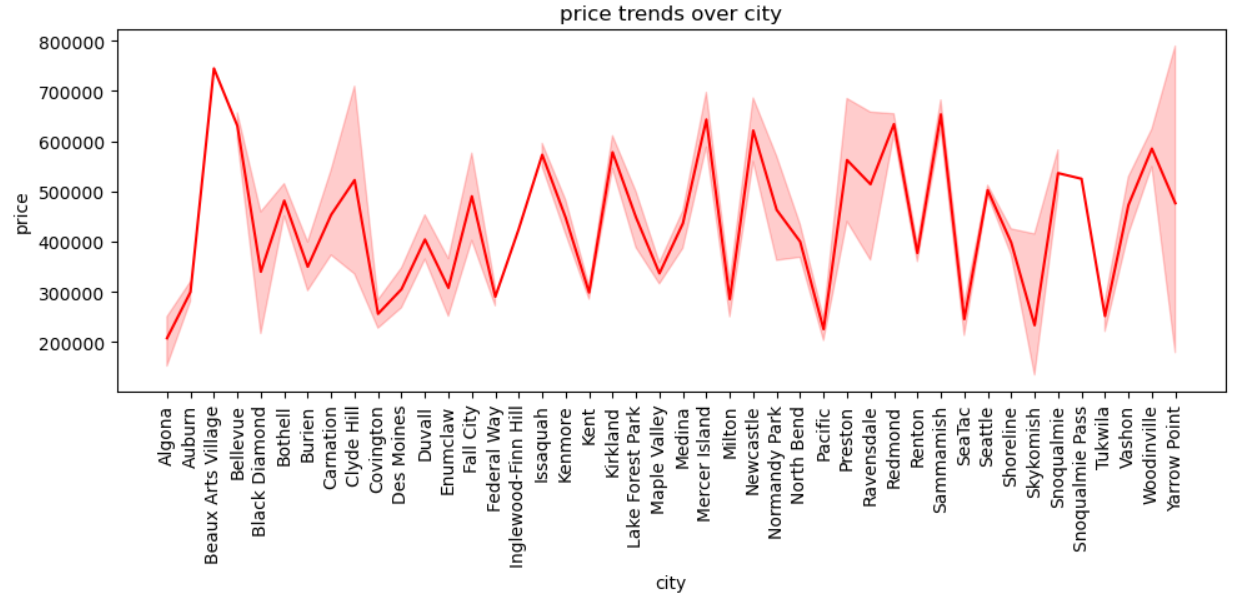 price trends over city
price
800000
700000
600000
500000
400000
300000
200000
Algona
Auburn
Beaux Arts Village
Bellevue
Black Diamond
Bothell
Burien
Carnation
Clyde Hill
Covington
Des Moines
Duvall
Enumclaw
Fall City
Federal Way
Inglewood-Finn Hill
Issaquah
Kenmore
Kent
Kirkland
Lake Forest Park
Maple Valley
Medina
Mercer Island
Milton
Newcastle
Normandy Park
North Bend
Pacific
Preston
Ravensdale
Redmond
Renton
Sammamish
SeaTac
Seattle
Shoreline
Skykomish
Snoqualmie
Snoqualmie Pass
Tukwila
Vashon
Woodinville
Yarrow Point
city